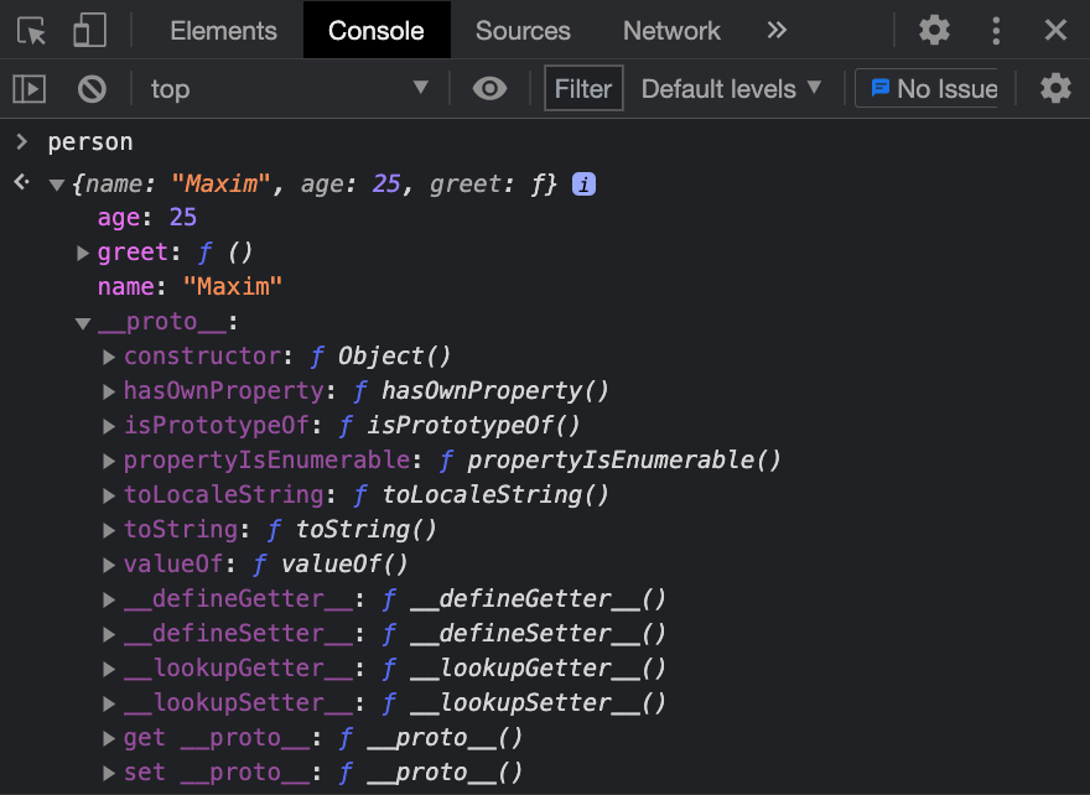 Elements Console Sources Network »
top Filter Default levels ▼ No Issue
> person
{name: "Maxim", age: 25, greet: ƒ} i
age: 25
greet: ƒ ()
name: "Maxim"
__proto__:
constructor: ƒ Object()
hasOwnProperty: ƒ hasOwnProperty()
isPrototypeOf: ƒ isPrototypeOf()
propertyIsEnumerable: ƒ propertyIsEnumerable()
toLocaleString: ƒ toLocaleString()
toString: ƒ toString()
valueOf: ƒ valueOf()
__defineGetter__: ƒ __defineGetter__()
__defineSetter__: ƒ __defineSetter__()
__lookupGetter__: ƒ __lookupGetter__()
__lookupSetter__: ƒ __lookupSetter__()
get __proto__: ƒ __proto__()
set __proto__: ƒ __proto__()